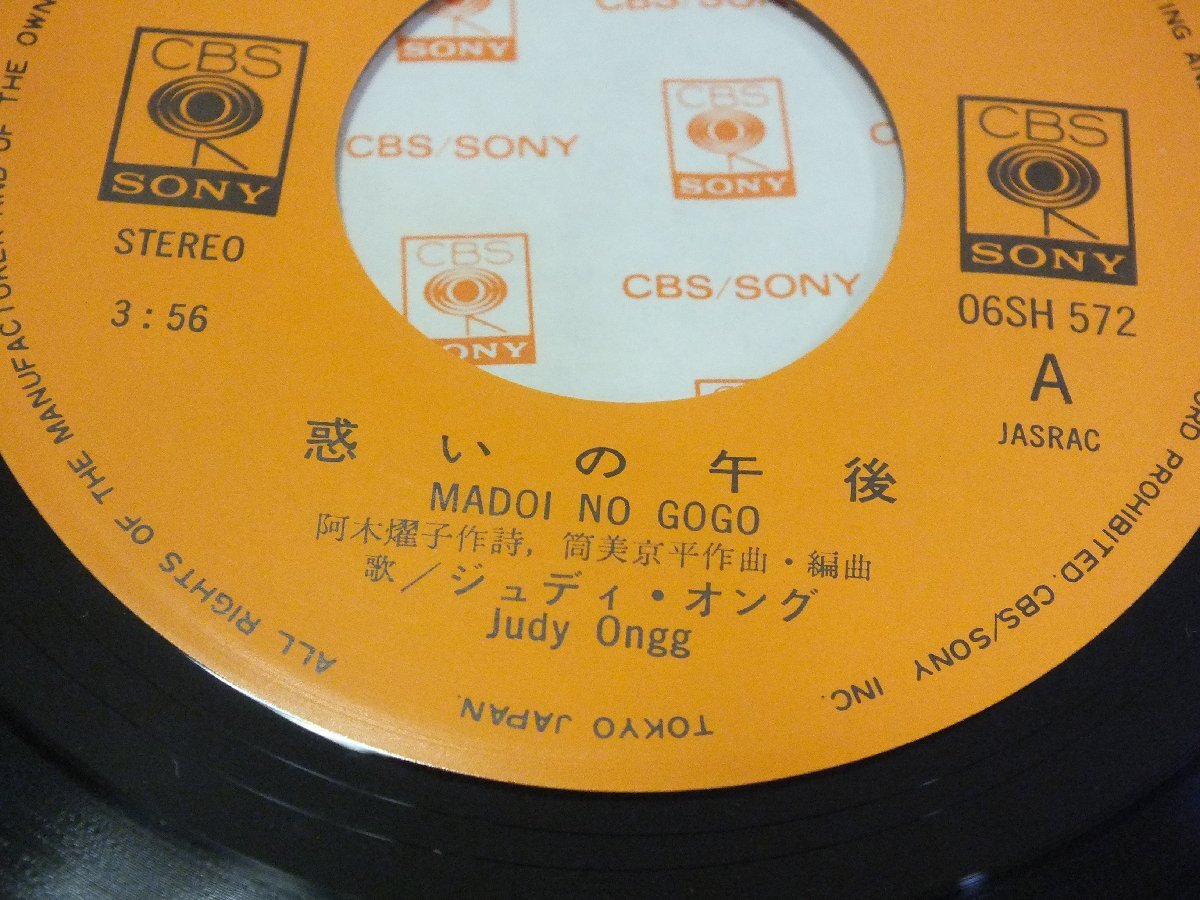 CBS
SONY
STEREO
3:56
CBS
SONY
06SH 572
A
JASRAC
惑いの午後
MADOI NO GOGO
阿木燿子作詩, 筒美京平作曲・編曲
歌／ジュディ・オング
Judy Ongg
SONY
CBS/SONY
CBS
SONY
CBS
SONY
CBS/SONY
ALL RIGHTS OF THE MANUFACTURER AND OF THE OWN
ING
ORD PROHIBITED. CBS/SONY INC.
TOKYO JAPAN